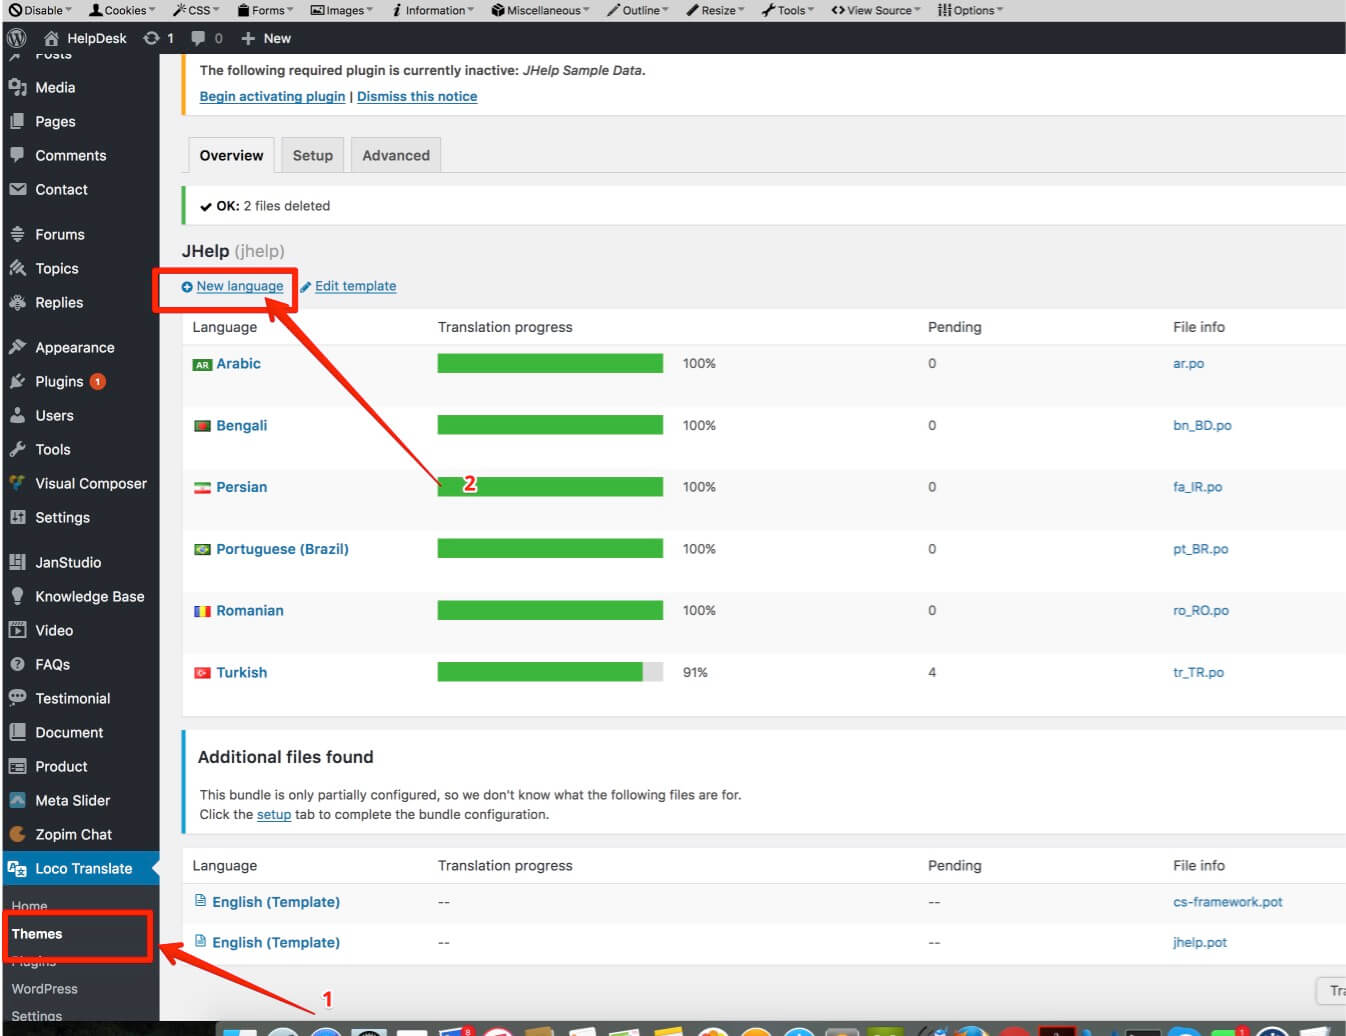 Disable Cookies CSS Forms Images Information Miscellaneous Outline Resize Tools View Source Options
HelpDesk 1 0 New
Posts
Media
Pages
Comments
Contact
Forums
Topics
Replies
Appearance
Plugins 1
Users
Tools
Visual Composer
Settings
JanStudio
Knowledge Base
Video
FAQs
Testimonial
Document
Product
Meta Slider
Zopim Chat
Loco Translate
Home
Themes
Plugins
WordPress
Settings
The following required plugin is currently inactive: JHelp Sample Data.
Begin activating plugin | Dismiss this notice
Overview Setup Advanced
OK: 2 files deleted
JHelp (jhelp)
New language Edit template
Language Translation progress Pending File info
AR Arabic 100% 0 ar.po
Bengali 100% 0 bn_BD.po
Persian 2 100% 0 fa_IR.po
Portuguese (Brazil) 100% 0 pt_BR.po
Romanian 100% 0 ro_RO.po
Turkish 91% 4 tr_TR.po
Additional files found
This bundle is only partially configured, so we don't know what the following files are for.
Click the setup tab to complete the bundle configuration.
Language Translation progress Pending File info
English (Template) -- -- cs-framework.pot
English (Template) -- -- jhelp.pot
1
Tra
8 1